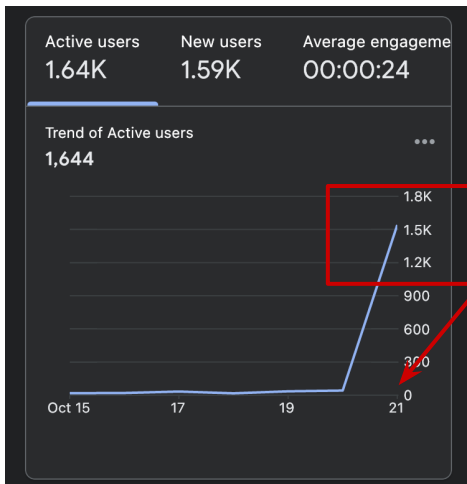 Active users New users Average engageme
1.64K 1.59K 00:00:24
Trend of Active users
1,644
1.8K
1.5K
1.2K
900
600
300
0
Oct 15 17 19 21